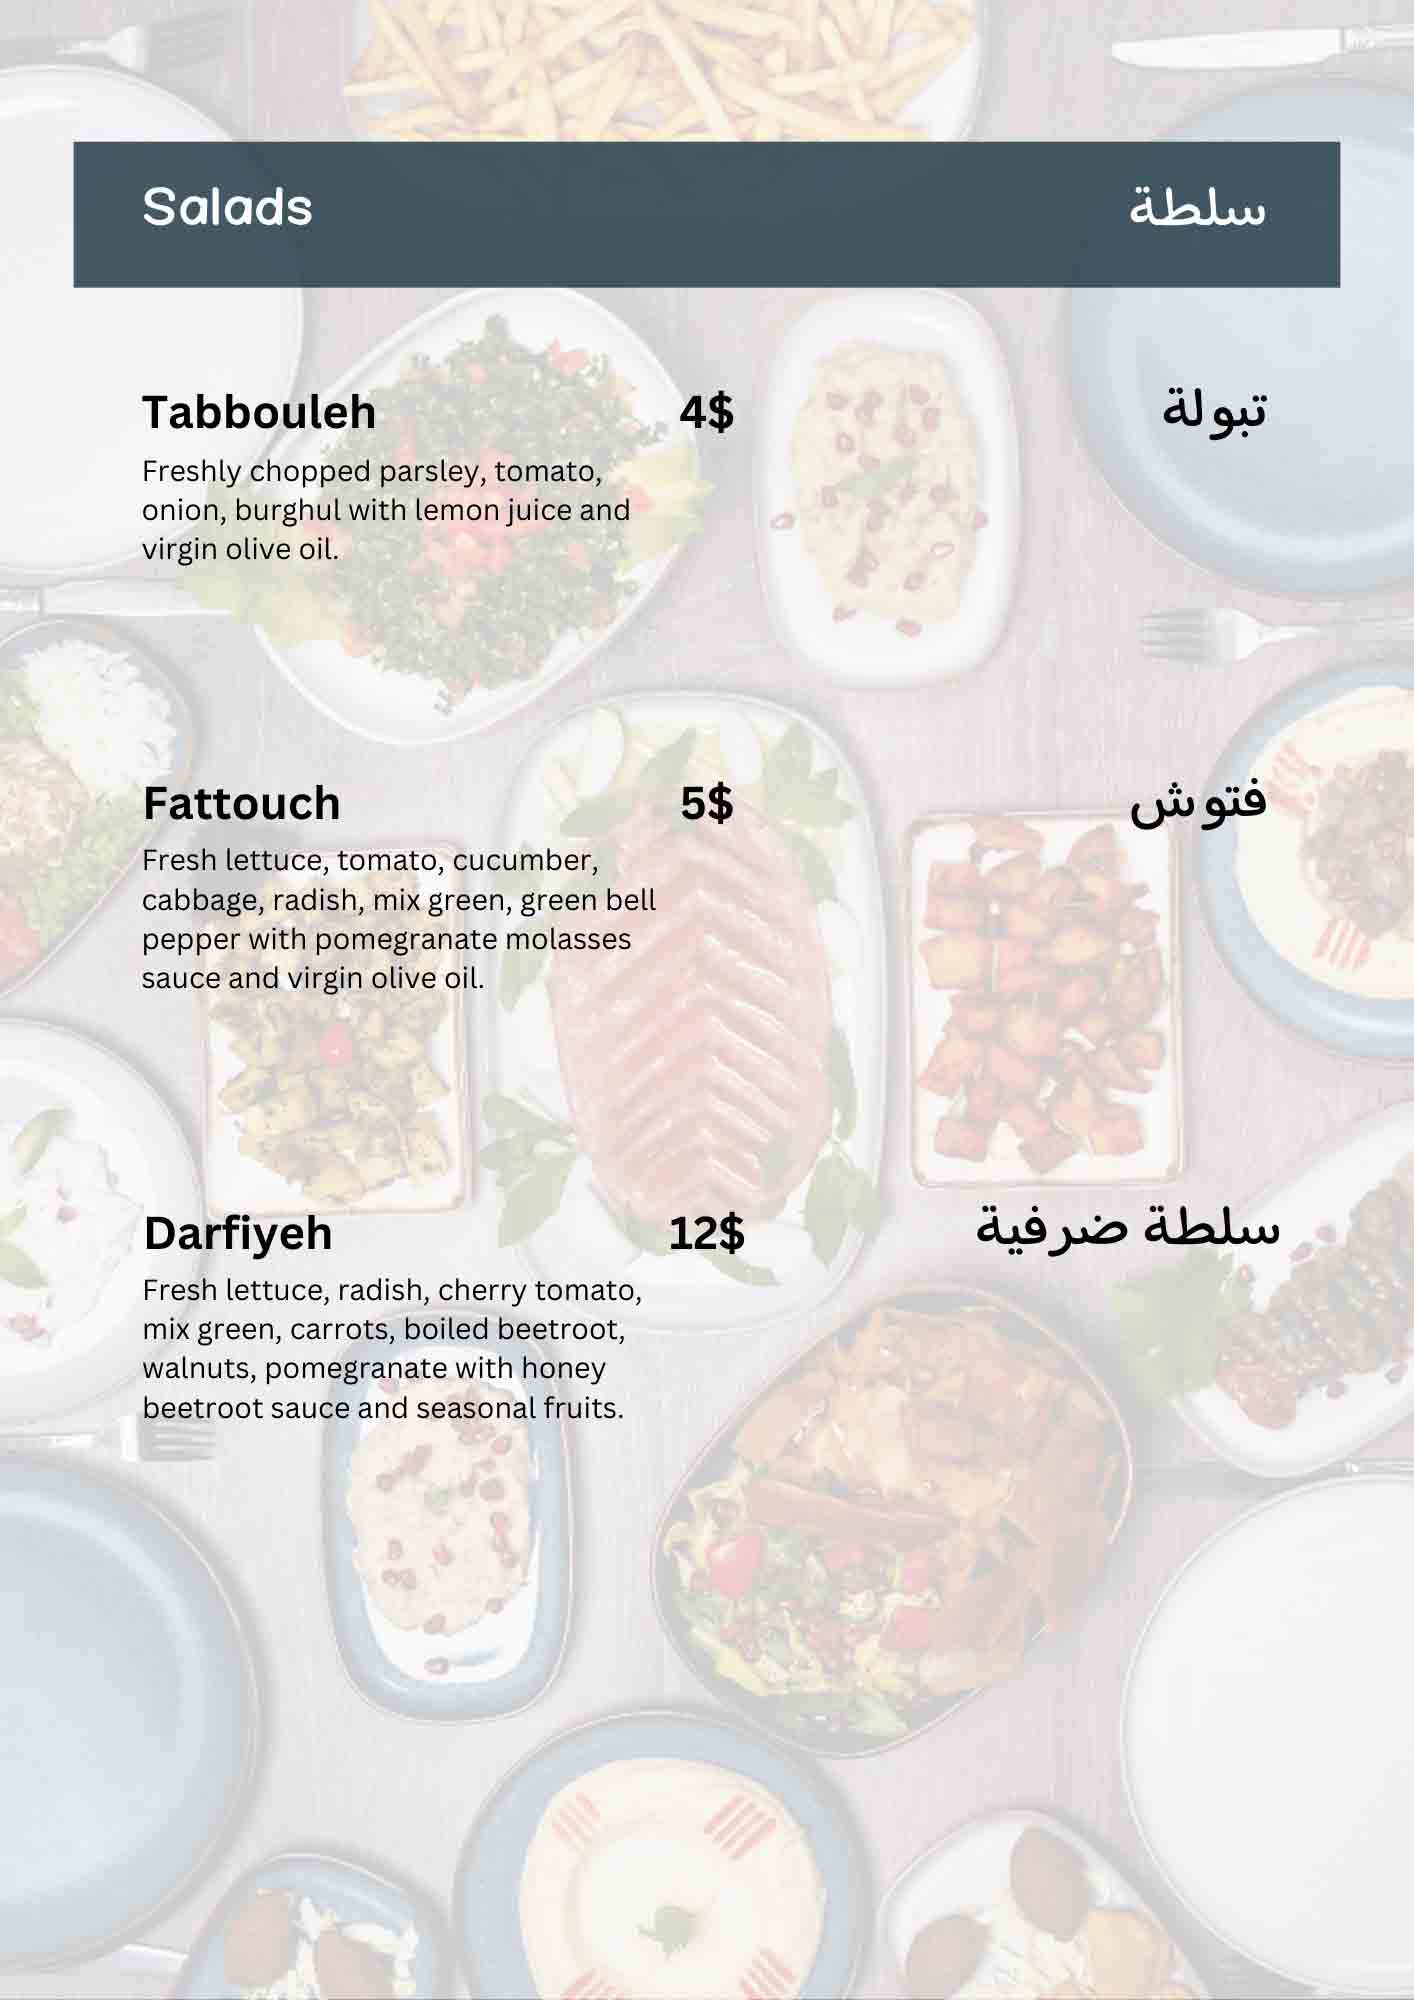 Salads سلطة
Tabbouleh 4$ تبولة
Freshly chopped parsley, tomato,
onion, burghul with lemon juice and
virgin olive oil.
Fattouch 5$ فتوش
Fresh lettuce, tomato, cucumber,
cabbage, radish, mix green, green bell
pepper with pomegranate molasses
sauce and virgin olive oil.
Darfiyeh 12$ سلطة ضرفية
Fresh lettuce, radish, cherry tomato,
mix green, carrots, boiled beetroot,
walnuts, pomegranate with honey
beetroot sauce and seasonal fruits.